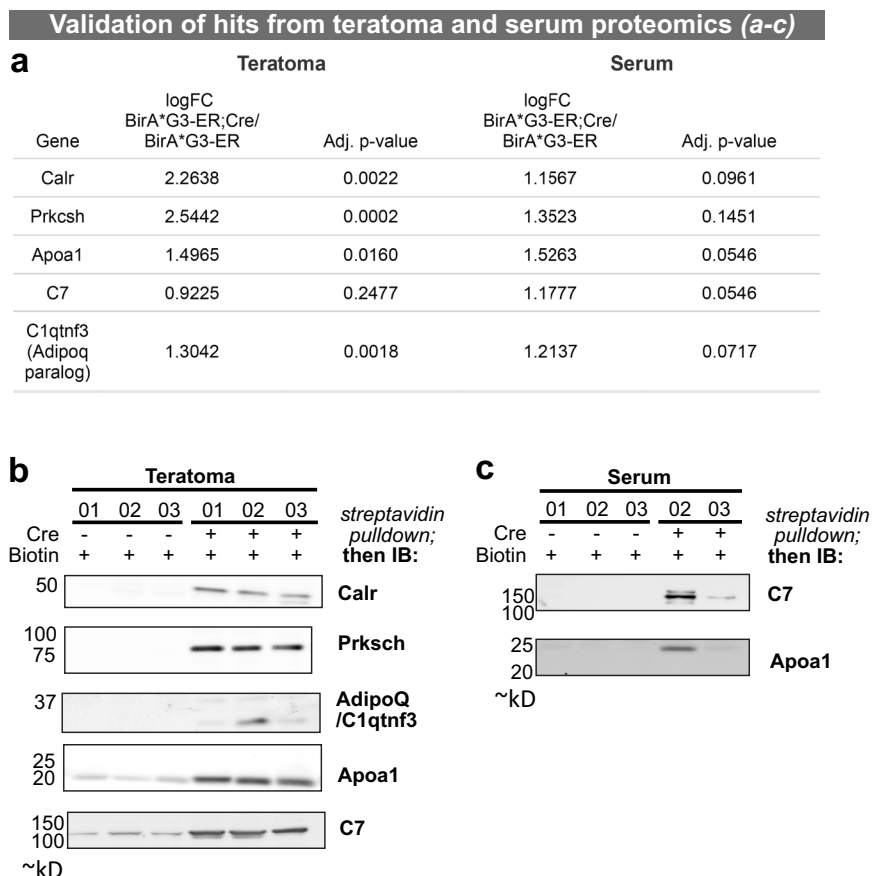 Validation of hits from teratoma and serum proteomics (a-c)
a
Teratoma Serum
logFC logFC
BirA*G3-ER;Cre/ BirA*G3-ER;Cre/
Gene BirA*G3-ER Adj. p-value BirA*G3-ER Adj. p-value
Calr 2.2638 0.0022 1.1567 0.0961
Prkcsh 2.5442 0.0002 1.3523 0.1451
Apoa1 1.4965 0.0160 1.5263 0.0546
C7 0.9225 0.2477 1.1777 0.0546
C1qtnf3
(Adipoq 1.3042 0.0018 1.2137 0.0717
paralog)
b
Teratoma
01 02 03 01 02 03 streptavidin
Cre - - - + + + pulldown;
Biotin + + + + + + then IB:
50 Calr
100
75 Prksch
37 AdipoQ
/C1qtnf3
25
20 Apoa1
150
100 C7
~kD
c
Serum
01 02 03 02 03 streptavidin
Cre - - - + + pulldown;
Biotin + + + + + then IB:
150 C7
100
25
20 Apoa1
~kD